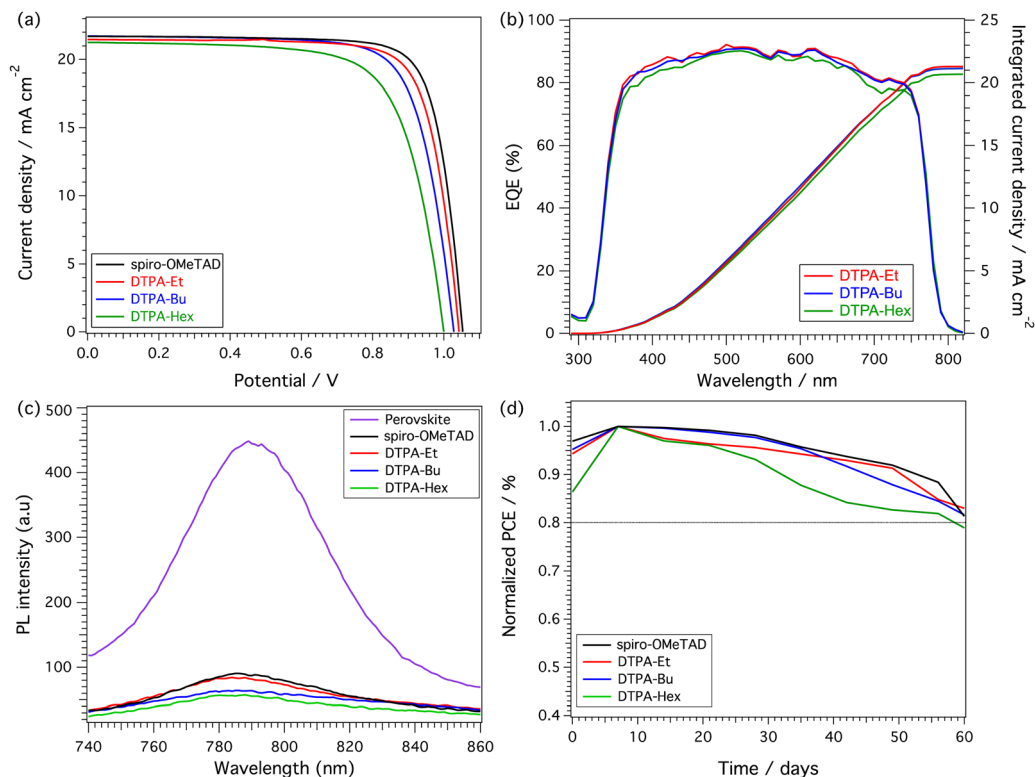 (a)
Current density / mA cm⁻²
20
15
10
5
0
spiro-OMeTAD
DTPA-Et
DTPA-Bu
DTPA-Hex
0.0 0.2 0.4 0.6 0.8 1.0
Potential / V
(b)
EQE (%)
100
80
60
40
20
0
25
20
15
10
5
0
Integrated current density / mA cm⁻²
DTPA-Et
DTPA-Bu
DTPA-Hex
300 400 500 600 700 800
Wavelength / nm
(c)
PL intensity (a.u)
500
400
300
200
100
Perovskite
spiro-OMeTAD
DTPA-Et
DTPA-Bu
DTPA-Hex
740 760 780 800 820 840 860
Wavelength (nm)
(d)
Normalized PCE / %
1.0
0.9
0.8
0.7
0.6
0.5
0.4
spiro-OMeTAD
DTPA-Et
DTPA-Bu
DTPA-Hex
0 10 20 30 40 50 60
Time / days